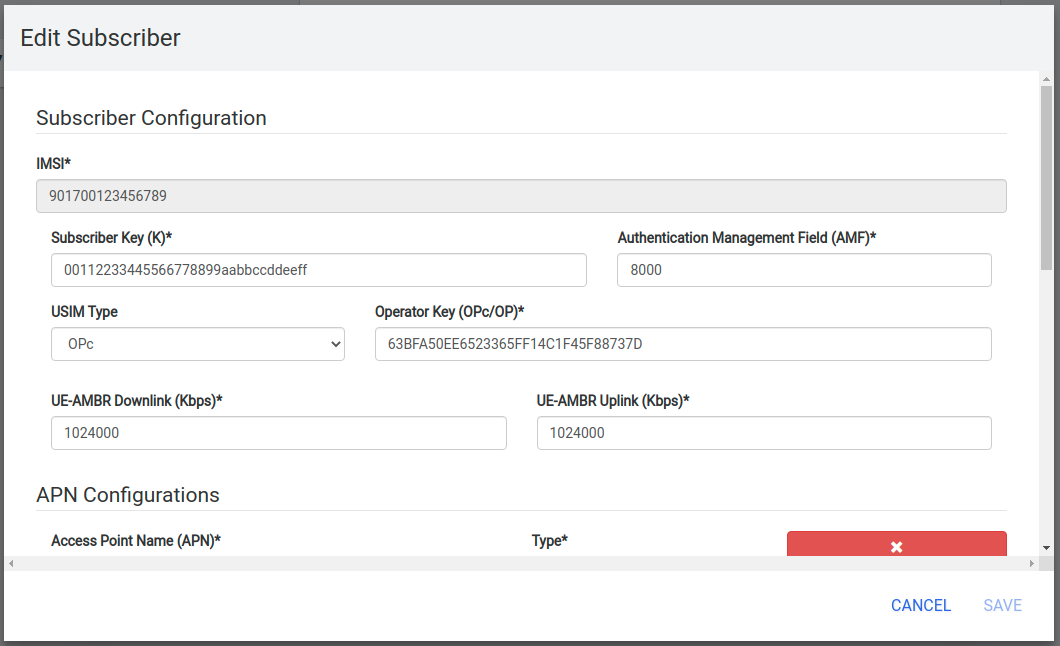 Edit Subscriber
Subscriber Configuration
IMSI*
901700123456789
Subscriber Key (K)* Authentication Management Field (AMF)*
00112233445566778899aabbccddeeff 8000
USIM Type Operator Key (OPc/OP)*
OPc 63BFA50EE6523365FF14C1F45F88737D
UE-AMBR Downlink (Kbps)* UE-AMBR Uplink (Kbps)*
1024000 1024000
APN Configurations
Access Point Name (APN)* Type*
CANCEL SAVE